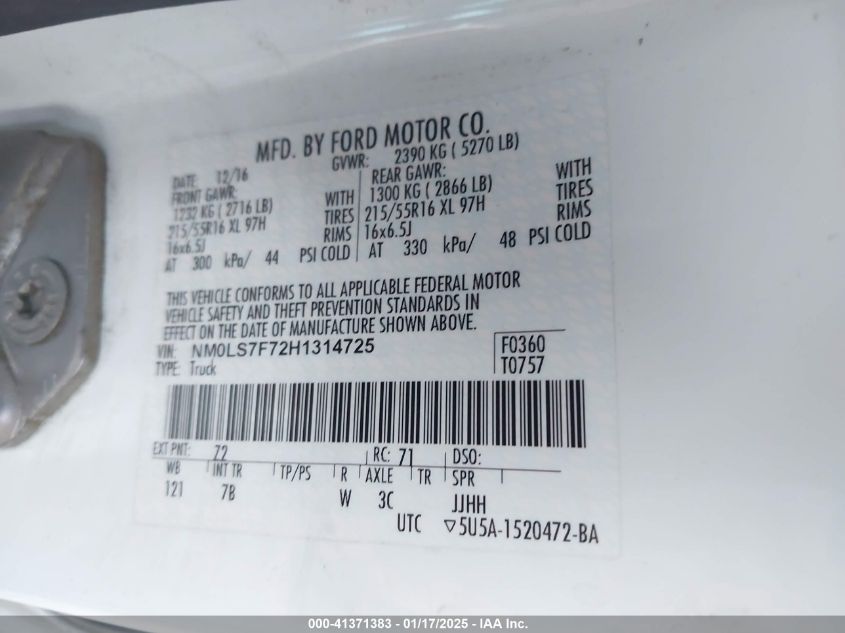 MFD. BY FORD MOTOR CO.
DATE: 12/16 GVWR: 2390 KG ( 5270 LB)
FRONT GAWR: REAR GAWR:
1232 KG ( 2716 LB) WITH 1300 KG ( 2866 LB) WITH
215/55R16 XL 97H TIRES 215/55R16 XL 97H TIRES
16x6.5J RIMS 16x6.5J RIMS
AT 300 kPa/ 44 PSI COLD AT 330 kPa/ 48 PSI COLD
THIS VEHICLE CONFORMS TO ALL APPLICABLE FEDERAL MOTOR
VEHICLE SAFETY AND THEFT PREVENTION STANDARDS IN
EFFECT ON THE DATE OF MANUFACTURE SHOWN ABOVE.
VIN: NM0LS7F72H1314725 F0360
TYPE: Truck T0757
EXT PNT: Z2 RC: 71 DSO:
WB INT TR TP/PS R AXLE TR SPR
121 7B W 3C JJHH
UTC ▽5U5A-1520472-BA
000-41371383 - 01/17/2025 - IAA Inc.